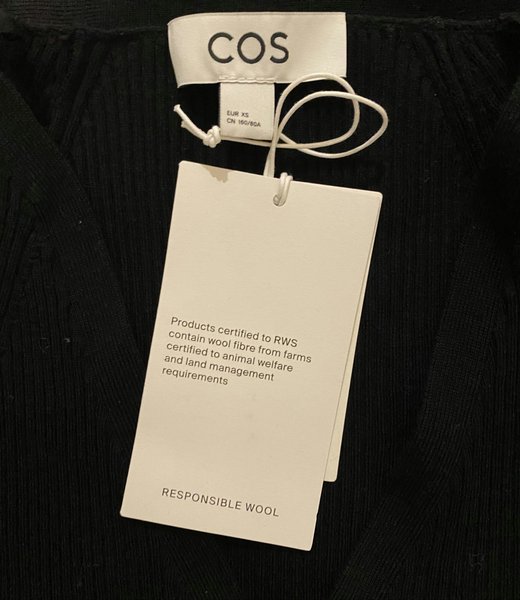 COS
EUR XS
CN 160/80A
Products certified to RWS
contain wool fibre from farms
certified to animal welfare
and land management
requirements
RESPONSIBLE WOOL